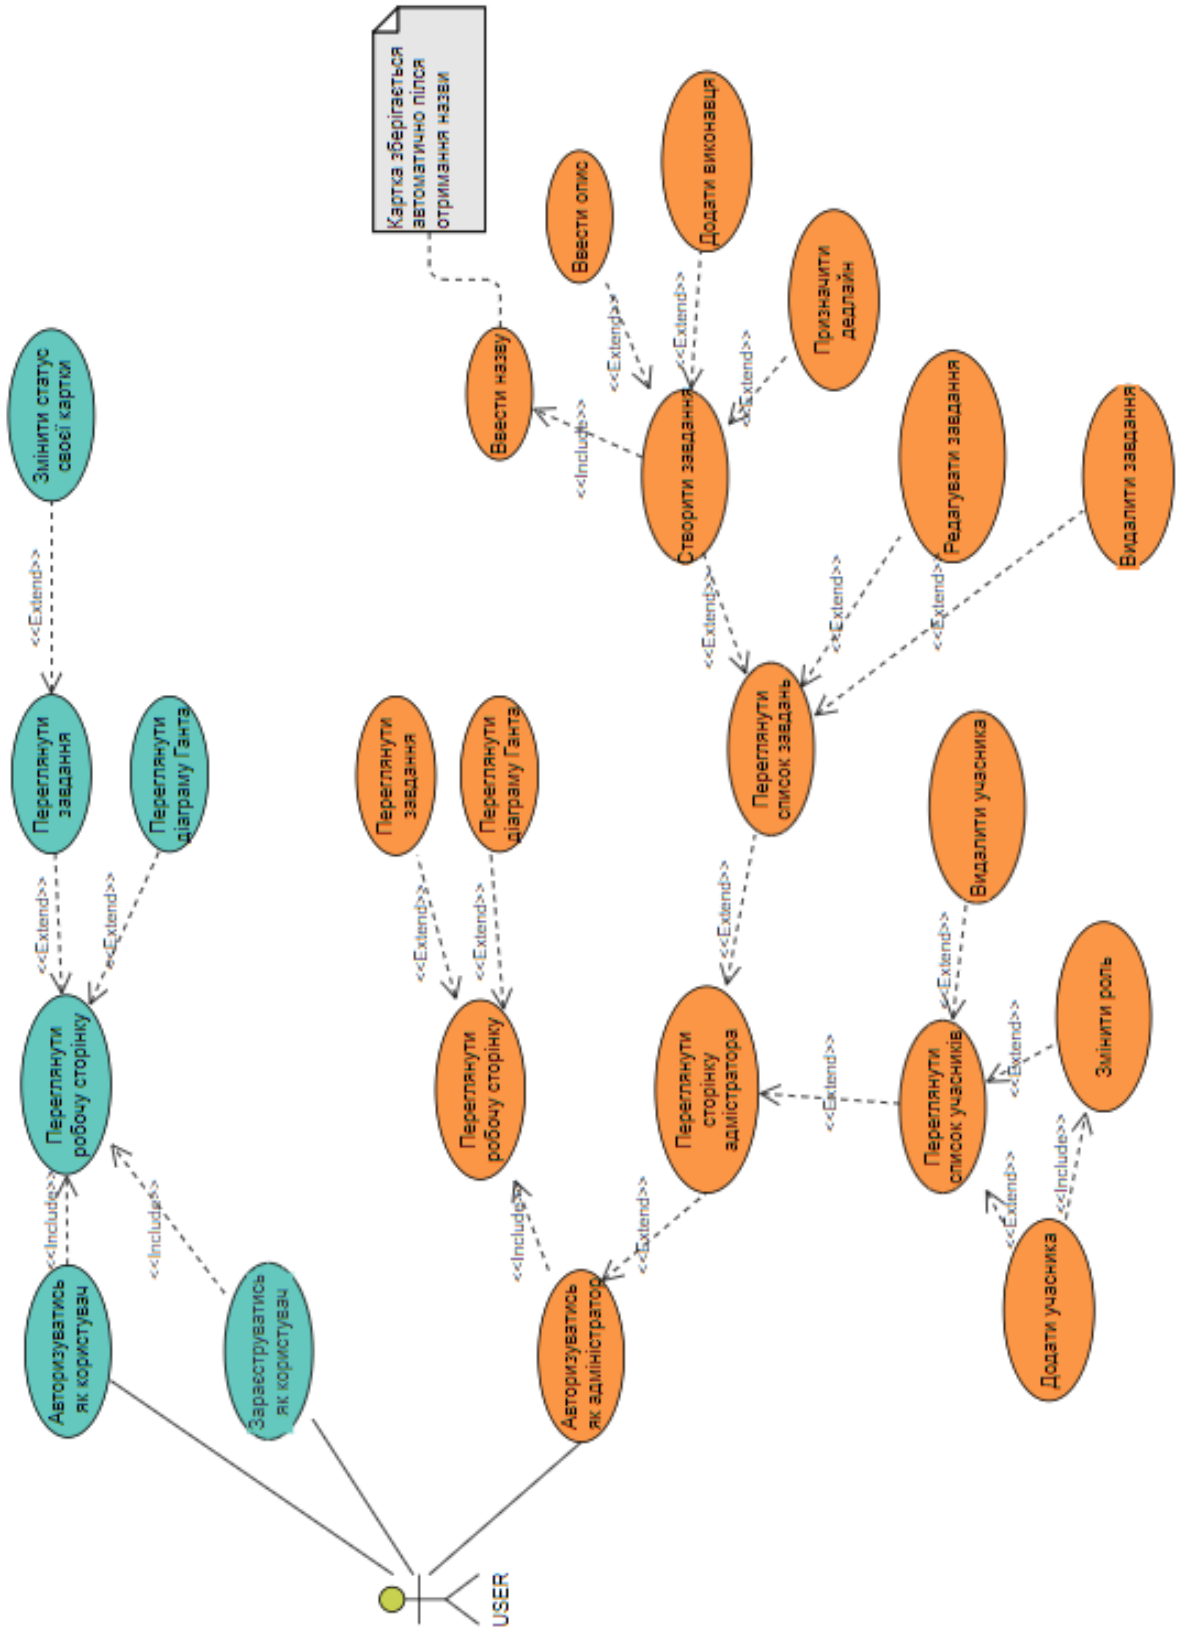 USER
Авторизуватись
як користувач
<<Include>>
Переглянути
робочу сторінку
<<Extend>>
Переглянути
завдання
<<Extend>>
Змінити статус
своєї картки
Зараєструватись
як користувач
<<Include>>
<<Extend>>
Переглянути
діаграму Ганта
Авторизуватись
як адміністратор
<<Include>>
Переглянути
робочу сторінку
<<Extend>>
Переглянути
завдання
<<Extend>>
Переглянути
діаграму Ганта
Картка зберігається
автоматично пілся
отримання назви
Ввести назву
<<Include>>
Ввести опис
<<Extend>>
Додати виконавця
<<Extend>>
Призначити
дедлайн
<<Extend>>
Створити завдання
<<Extend>>
Переглянути
сторінку
адмістратора
<<Extend>>
Переглянути
список завдань
<<Extend>>
Редагувати завдання
<<Extend>>
Видалити завдання
<<Extend>>
<<Extend>>
Переглянути
список учасників
<<Extend>>
Видалити учасника
<<Extend>>
Змінити роль
<<Extend>>
<<Include>>
Додати учасника